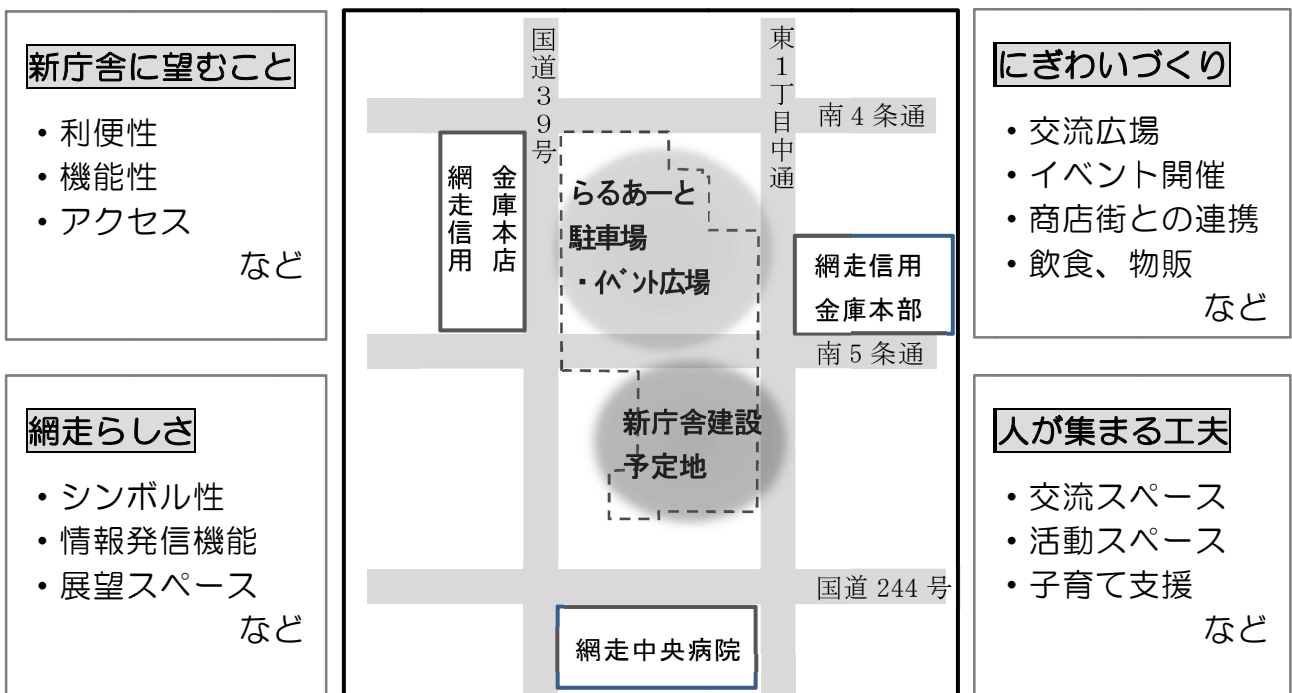 新庁舎に望むこと
・利便性
・機能性
・アクセス
など
網走らしさ
・シンボル性
・情報発信機能
・展望スペース
など
国道39号
東1丁目中通
南4条通
網走信用
金庫本店
らるあーと
駐車場
・イベント広場
網走信用
金庫本部
南5条通
新庁舎建設
予定地
国道244号
網走中央病院
にぎわいづくり
・交流広場
・イベント開催
・商店街との連携
・飲食、物販
など
人が集まる工夫
・交流スペース
・活動スペース
・子育て支援
など